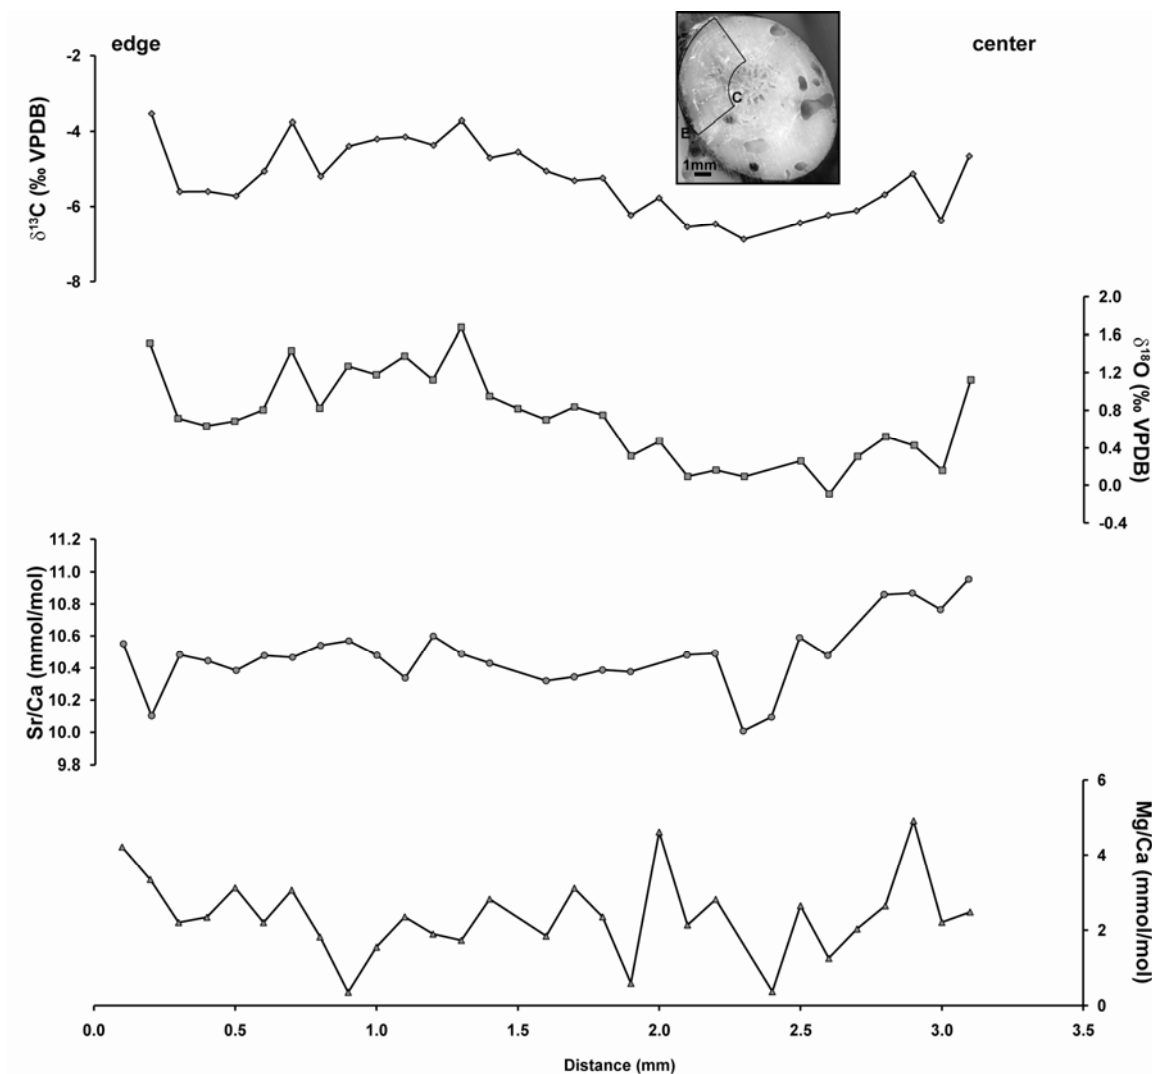 edge
center
-2
-4
-6
-8
δ13C (‰ VPDB)
C
E
1mm
2.0
1.6
1.2
0.8
0.4
0.0
-0.4
δ18O (‰ VPDB)
11.2
11.0
10.8
10.6
10.4
10.2
10.0
9.8
Sr/Ca (mmol/mol)
6
4
2
0
Mg/Ca (mmol/mol)
0.0 0.5 1.0 1.5 2.0 2.5 3.0 3.5
Distance (mm)